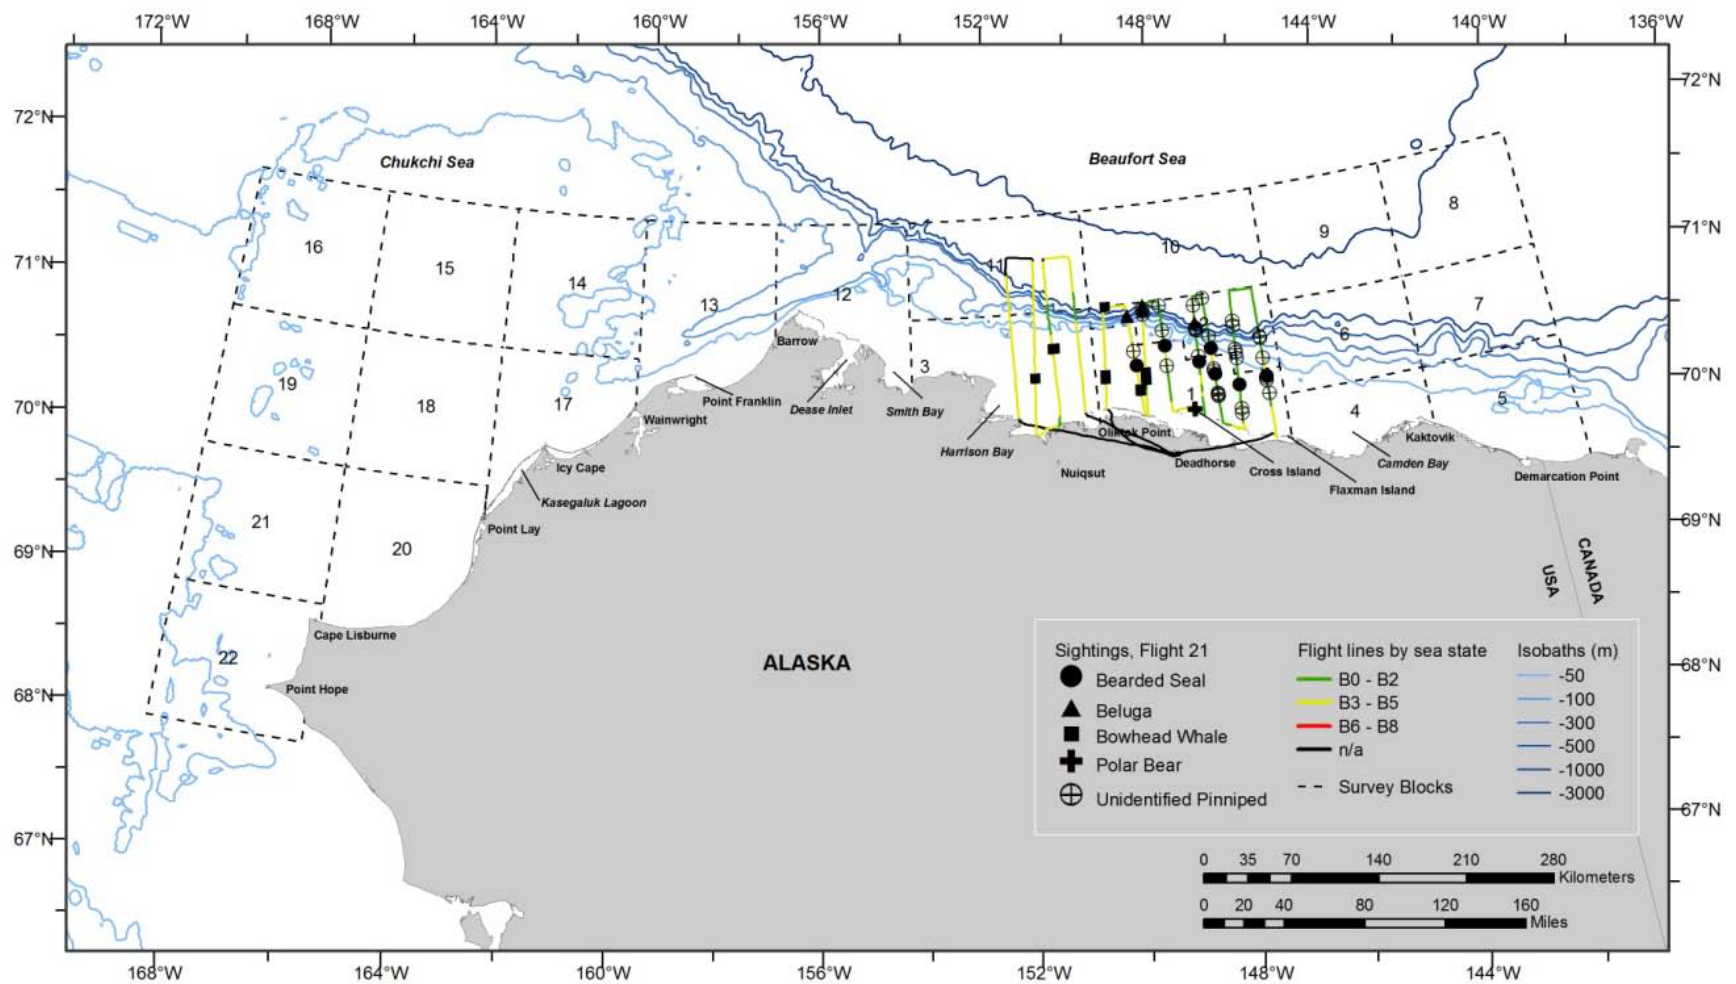 172°W 168°W 164°W 160°W 156°W 152°W 148°W 144°W 140°W 136°W
72°N 72°N
Chukchi Sea Beaufort Sea
8
9
16 10 71°N
71°N 15 11
14 13 12 7
6
19 3 70°N
70°N 18 17 1 5 4
Barrow
Point Franklin
Dease Inlet
Smith Bay
Wainwright
Harrison Bay
Oliktok Point
Kaktovik
Icy Cape
Nuiqsut
Deadhorse
Cross Island
Camden Bay
Flaxman Island
Demarcation Point
Kasegaluk Lagoon
21
Point Lay
69°N 69°N
20
CANADA
USA
Cape Lisburne
22
ALASKA
68°N 68°N
Point Hope
67°N 67°N
Sightings, Flight 21
Bearded Seal
Beluga
Bowhead Whale
Polar Bear
Unidentified Pinniped
Flight lines by sea state
B0 - B2
B3 - B5
B6 - B8
n/a
Survey Blocks
Isobaths (m)
-50
-100
-300
-500
-1000
-3000
0 35 70 140 210 280
Kilometers
0 20 40 80 120 160
Miles
168°W 164°W 160°W 156°W 152°W 148°W 144°W